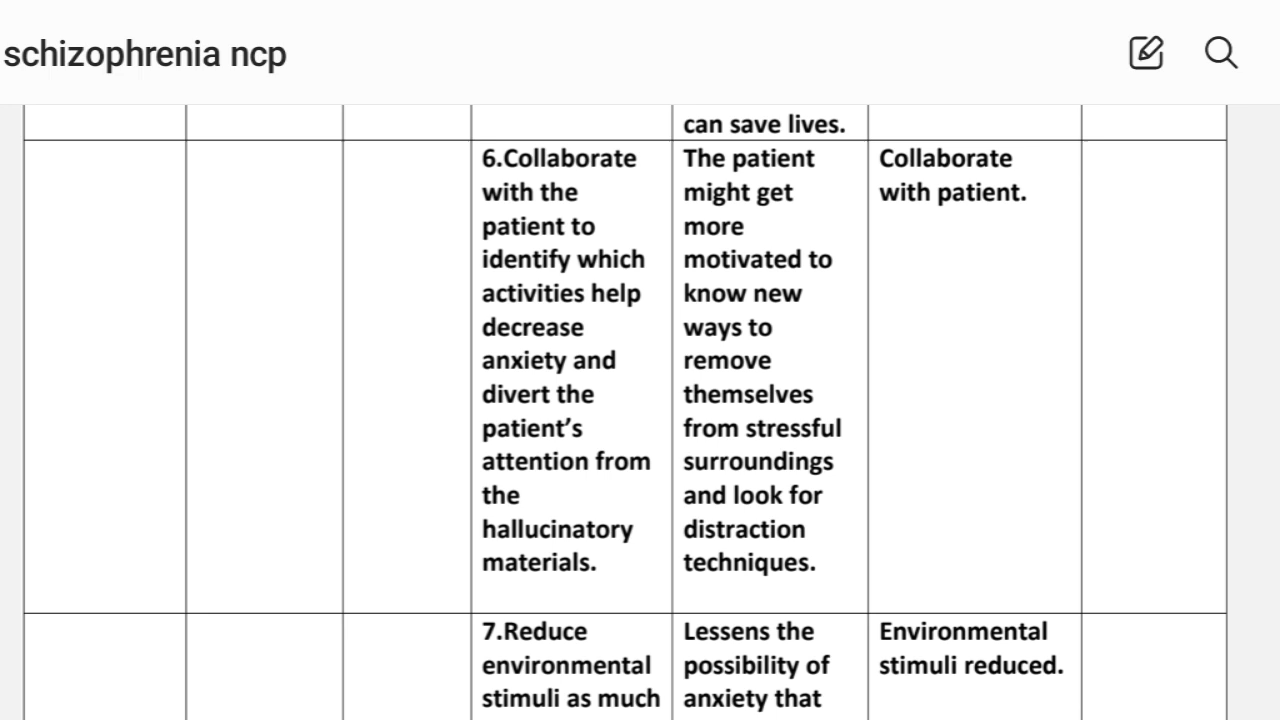 schizophrenia ncp
can save lives.
6.Collaborate
with the
patient to
identify which
activities help
decrease
anxiety and
divert the
patient’s
attention from
the
hallucinatory
materials.
The patient
might get
more
motivated to
know new
ways to
remove
themselves
from stressful
surroundings
and look for
distraction
techniques.
Collaborate
with patient.
7.Reduce
environmental
stimuli as much
Lessens the
possibility of
anxiety that
Environmental
stimuli reduced.